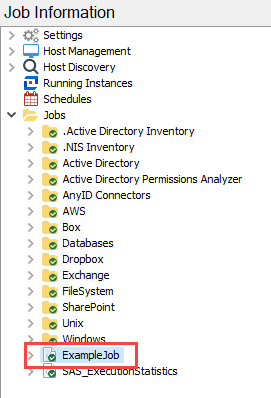 Job Information
Settings
Host Management
Host Discovery
Running Instances
Schedules
Jobs
.Active Directory Inventory
.NIS Inventory
Active Directory
Active Directory Permissions Analyzer
AnyID Connectors
AWS
Box
Databases
Dropbox
Exchange
FileSystem
SharePoint
Unix
Windows
ExampleJob
SAS_ExecutionStatistics